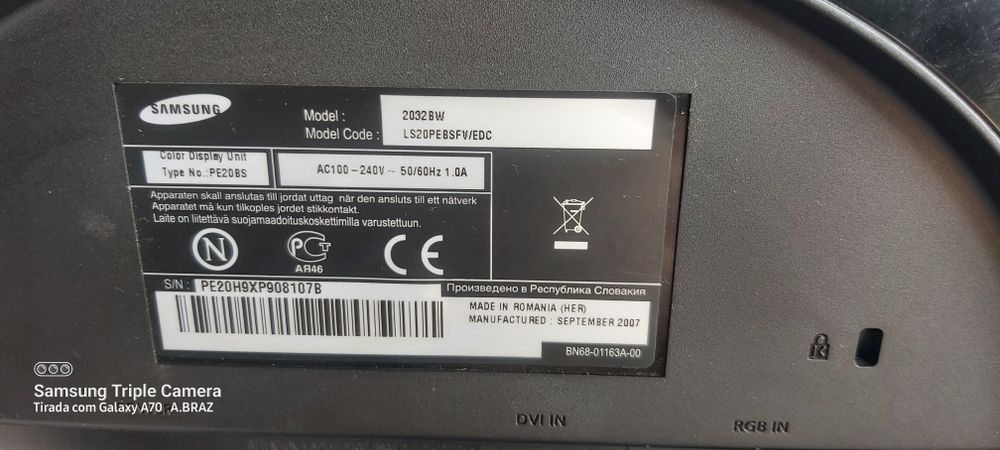 SAMSUNG
Model : 2032BW
Model Code : LS20PEBSFV/EDC
Color Display Unit
Type No.:PE20BS
AC100-240V ~ 50/60Hz 1.0A
Apparaten skall anslutas till jordat uttag när den ansluts till ett nätverk
Apparatet må kun tilkoples jordet stikkontakt.
Laite on liitettävä suojamaadoituskoskettimilla varustettuun.
N
РСТ
АЯ46
CE
S/N : PE20H9XP908107B
Произведено в Республика Словакия
MADE IN ROMANIA (HER)
MANUFACTURED : SEPTEMBER 2007
BN68-01163A-00
K
DVI IN
RGB IN
Samsung Triple Camera
Tirada com Galaxy A70 A.BRAZ